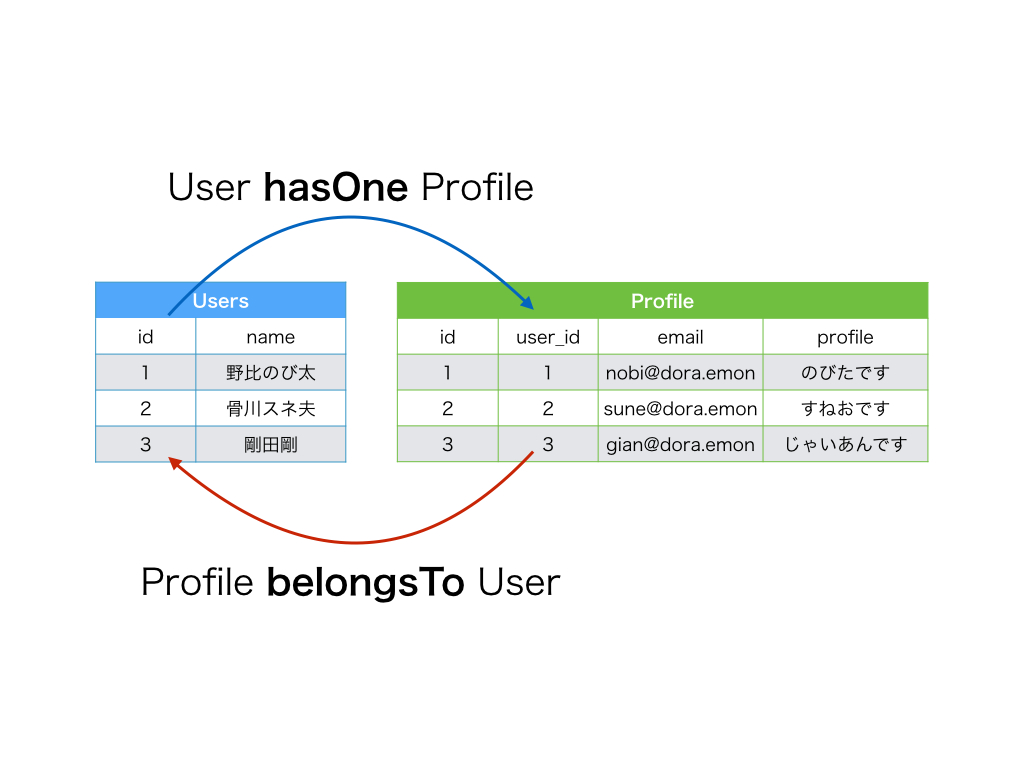 User hasOne Profile
Users
id name
1 野比のび太
2 骨川スネ夫
3 剛田剛
Profile
id user_id email profile
1 1 nobi@dora.emon のびたです
2 2 sune@dora.emon すねおです
3 3 gian@dora.emon じゃいあんです
Profile belongsTo User